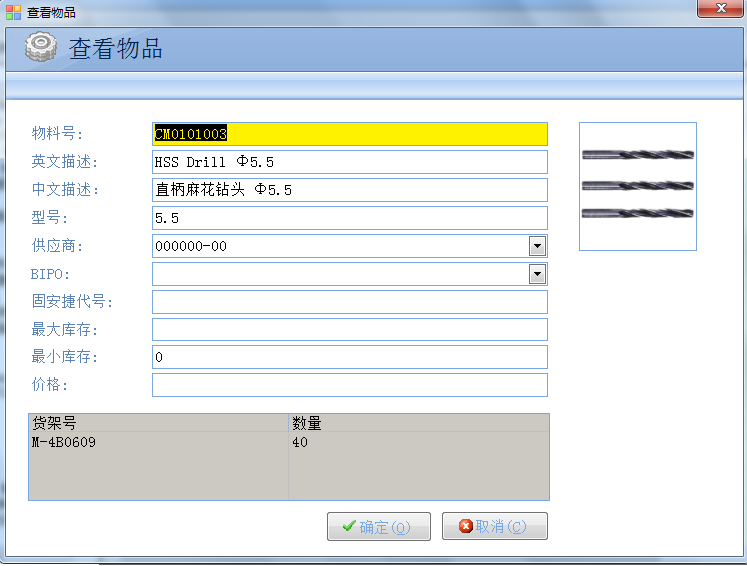 查看物品
查看物品
物料号: CM0101003
英文描述: HSS Drill Φ5.5
中文描述: 直柄麻花钻头 Φ5.5
型号: 5.5
供应商: 000000-00
BIPO:
固安捷代号:
最大库存:
最小库存: 0
价格:
货架号 数量
M-4B0609 40
确定(O) 取消(C)